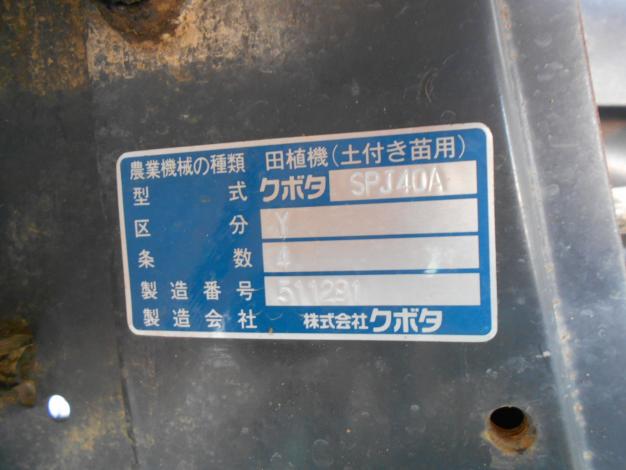 農業機械の種類 田植機(土付き苗用)
型式 クボタ SPJ40A
区分 Y
条数 4
製造番号 511291
製造会社 株式会社クボタ